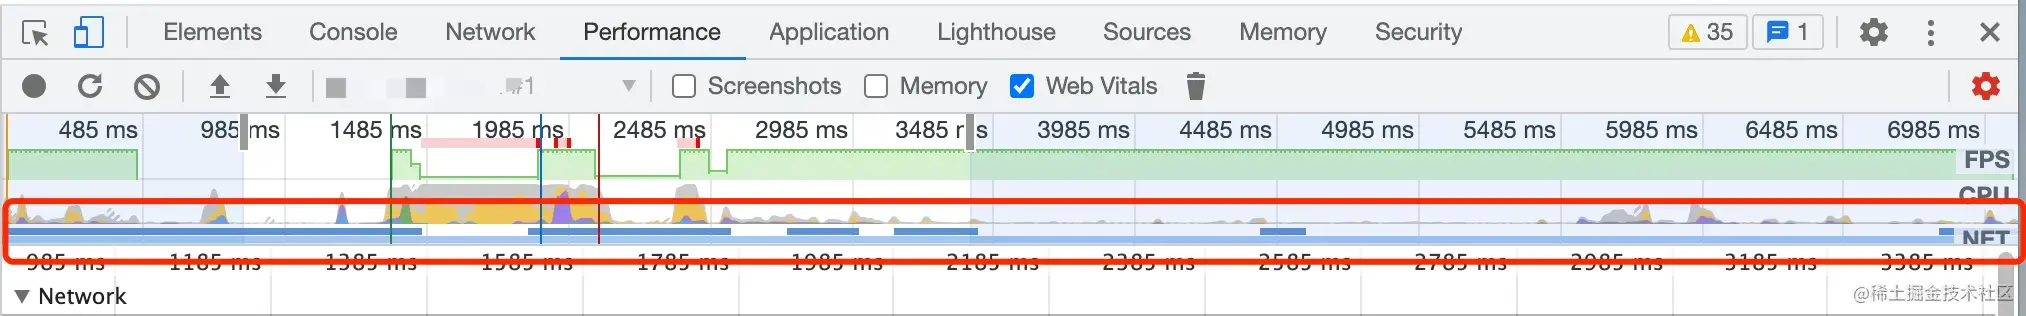 Elements Console Network Performance Application Lighthouse Sources Memory Security 35 1
#1 Screenshots Memory Web Vitals
485 ms 985 ms 1485 ms 1985 ms 2485 ms 2985 ms 3485 ms 3985 ms 4485 ms 4985 ms 5485 ms 5985 ms 6485 ms 6985 ms
FPS
CPU
NET
985 ms 1185 ms 1385 ms 1585 ms 1785 ms 1985 ms 2185 ms 2385 ms 2585 ms 2785 ms 2985 ms 3185 ms 3385 ms
Network
@稀土掘金技术社区